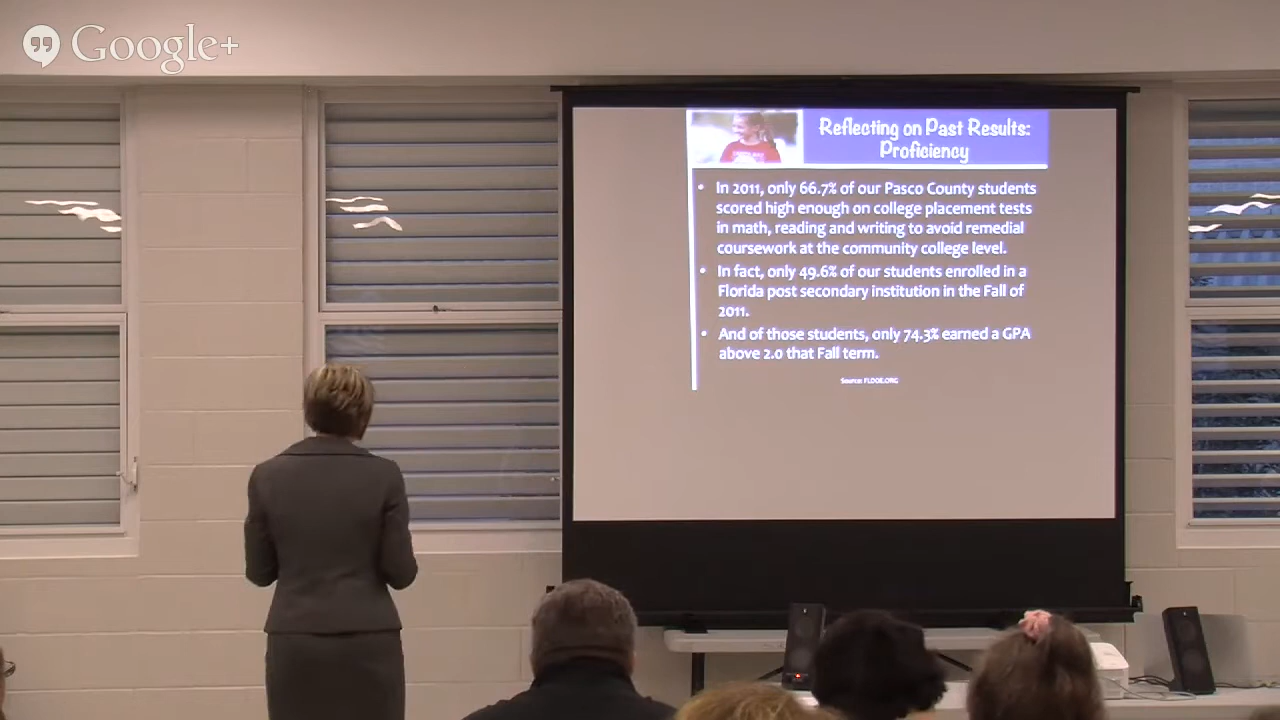 Google+
Reflecting on Past Results:
Proficiency
• In 2011, only 66.7% of our Pasco County students
scored high enough on college placement tests
in math, reading and writing to avoid remedial
coursework at the community college level.
• In fact, only 49.6% of our students enrolled in a
Florida post secondary institution in the Fall of
2011.
• And of those students, only 74.3% earned a GPA
above 2.0 that Fall term.
Source: FLDOE.ORG